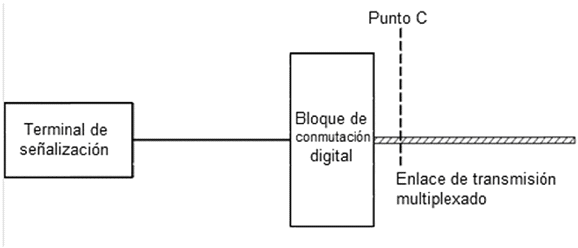 Punto C
Terminal de
señalización
Bloque de
conmutación
digital
Enlace de transmisión
multiplexado